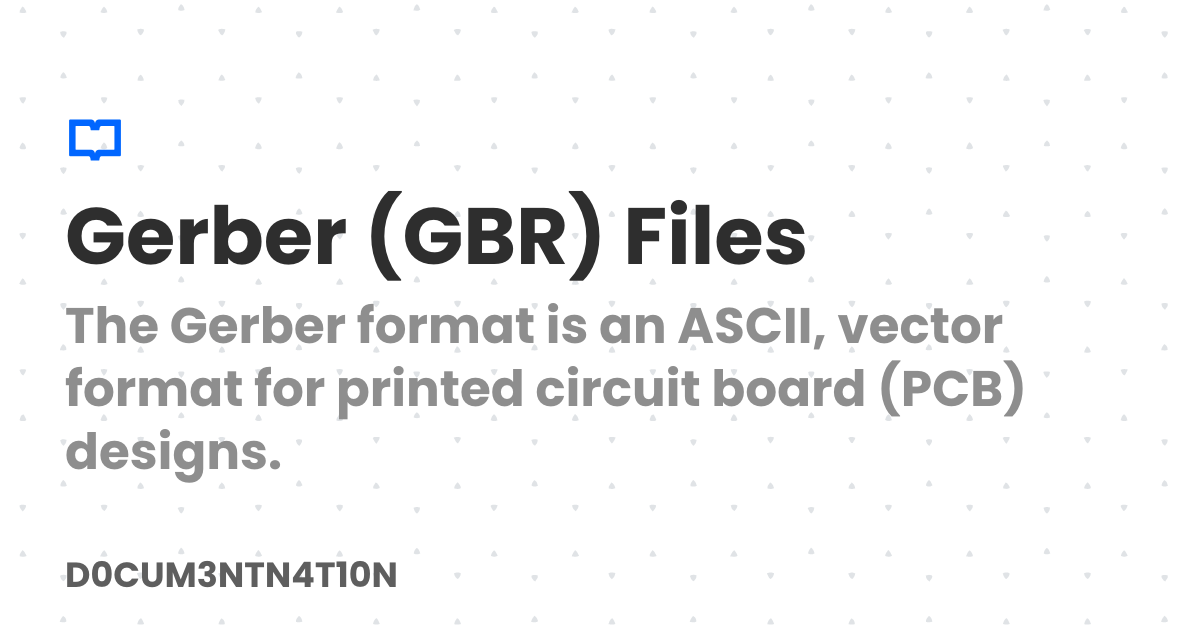 Gerber (GBR) Files
The Gerber format is an ASCII, vector
format for printed circuit board (PCB)
designs.
D0CUM3NTN4T10N